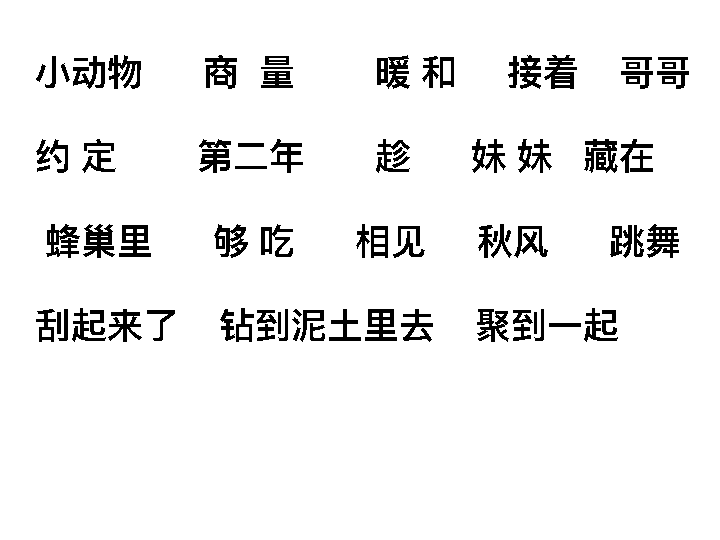 小动物 商 量 暖 和 接着 哥哥
约 定 第二年 趁 妹 妹 藏在
蜂巢里 够 吃 相见 秋风 跳舞
刮起来了 钻到泥土里去 聚到一起